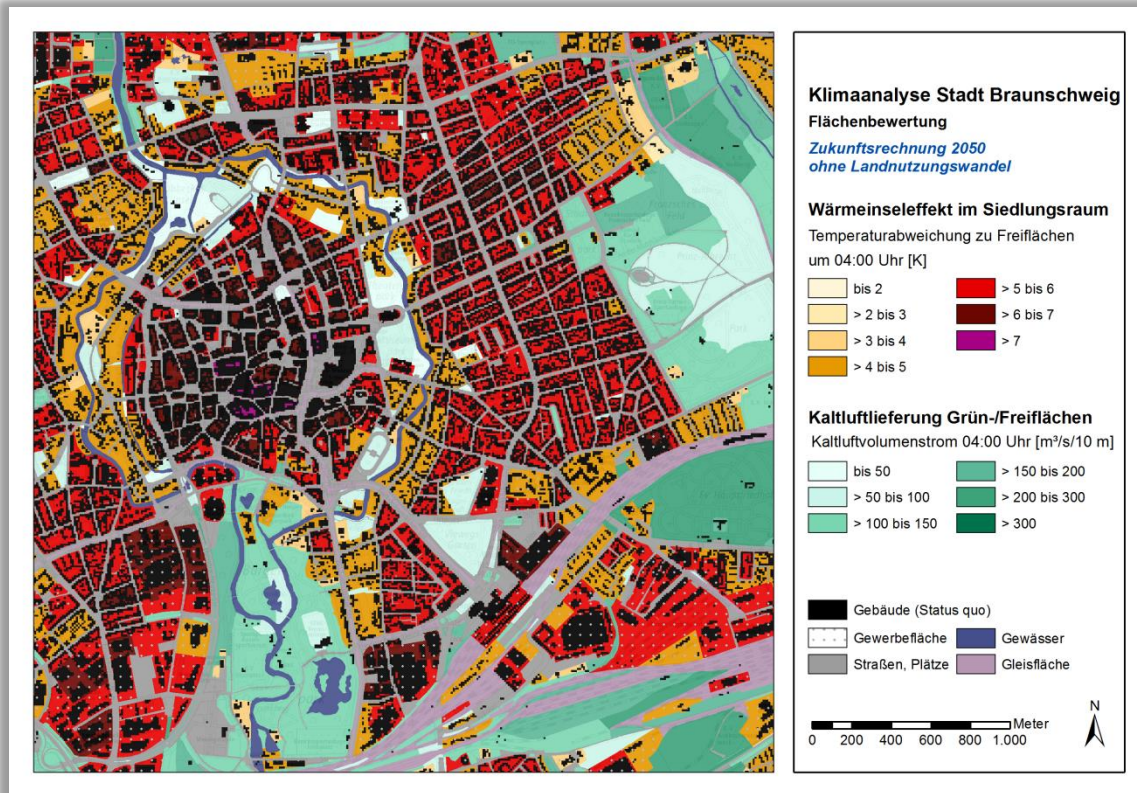 Klimaanalyse Stadt Braunschweig
Flächenbewertung
Zukunftsrechnung 2050
ohne Landnutzungswandel
Wärmeinseleffekt im Siedlungsraum
Temperaturabweichung zu Freiflächen
um 04:00 Uhr [K]
bis 2
> 5 bis 6
> 2 bis 3
> 6 bis 7
> 3 bis 4
> 7
> 4 bis 5
Kaltluftlieferung Grün-/Freiflächen
Kaltluftvolumenstrom 04:00 Uhr [m³/s/10 m]
bis 50
> 150 bis 200
> 50 bis 100
> 200 bis 300
> 100 bis 150
> 300
Gebäude (Status quo)
Gewerbefläche
Gewässer
Straßen, Plätze
Gleisfläche
Meter
0 200 400 600 800 1.000
N